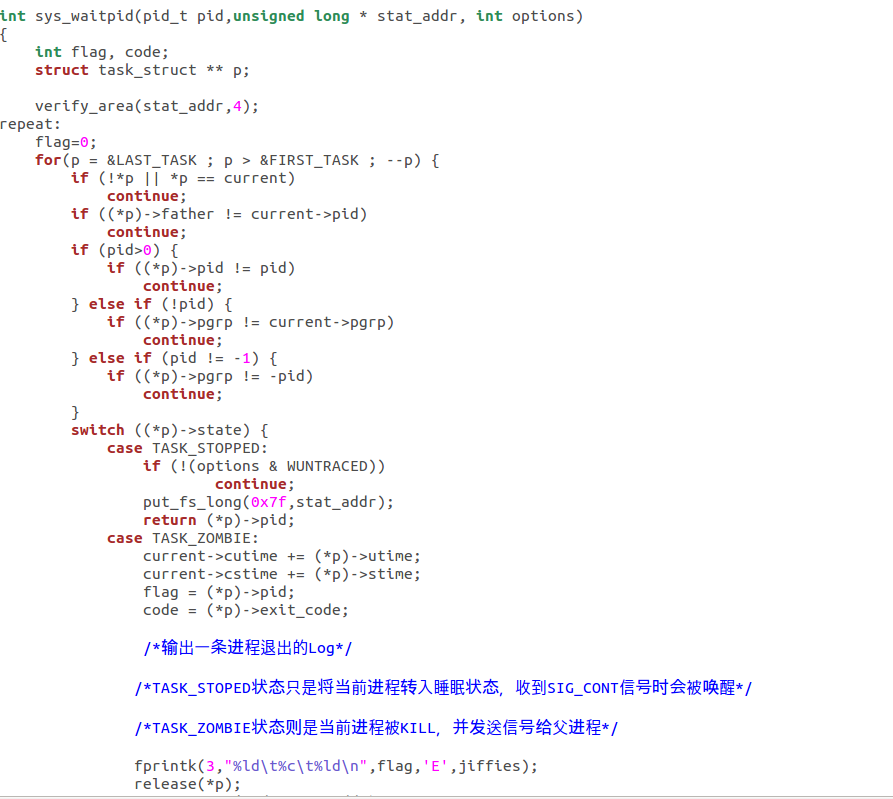 int sys_waitpid(pid_t pid,unsigned long * stat_addr, int options)
{
    int flag, code;
    struct task_struct ** p;

    verify_area(stat_addr,4);
repeat:
    flag=0;
    for(p = &LAST_TASK ; p > &FIRST_TASK ; --p) {
        if (!*p || *p == current)
            continue;
        if ((*p)->father != current->pid)
            continue;
        if (pid>0) {
            if ((*p)->pid != pid)
                continue;
        } else if (!pid) {
            if ((*p)->pgrp != current->pgrp)
                continue;
        } else if (pid != -1) {
            if ((*p)->pgrp != -pid)
                continue;
        }
        switch ((*p)->state) {
            case TASK_STOPPED:
                if (!(options & WUNTRACED))
                        continue;
                put_fs_long(0x7f,stat_addr);
                return (*p)->pid;
            case TASK_ZOMBIE:
                current->cutime += (*p)->utime;
                current->cstime += (*p)->stime;
                flag = (*p)->pid;
                code = (*p)->exit_code;

                /*输出一条进程退出的Log*/

               /*TASK_STOPED状态只是将当前进程转入睡眠状态，收到SIG_CONT信号时会被唤醒*/

               /*TASK_ZOMBIE状态则是当前进程被KILL，并发送信号给父进程*/

               fprintk(3,"%ld\t%c\t%ld\n",flag,'E',jiffies);
               release(*p);